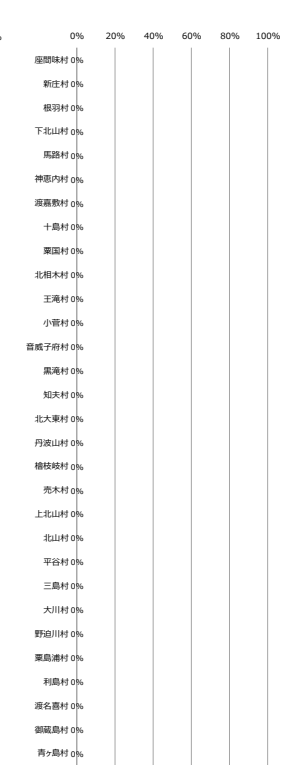 0% 20% 40% 60% 80% 100%
座間味村 0%
新庄村 0%
根羽村 0%
下北山村 0%
馬路村 0%
神恵内村 0%
渡嘉敷村 0%
十島村 0%
粟国村 0%
北相木村 0%
王滝村 0%
小菅村 0%
音威子府村 0%
黒滝村 0%
知夫村 0%
北大東村 0%
丹波山村 0%
檜枝岐村 0%
売木村 0%
上北山村 0%
北山村 0%
平谷村 0%
三島村 0%
大川村 0%
野迫川村 0%
粟島浦村 0%
利島村 0%
渡名喜村 0%
御蔵島村 0%
青ヶ島村 0%